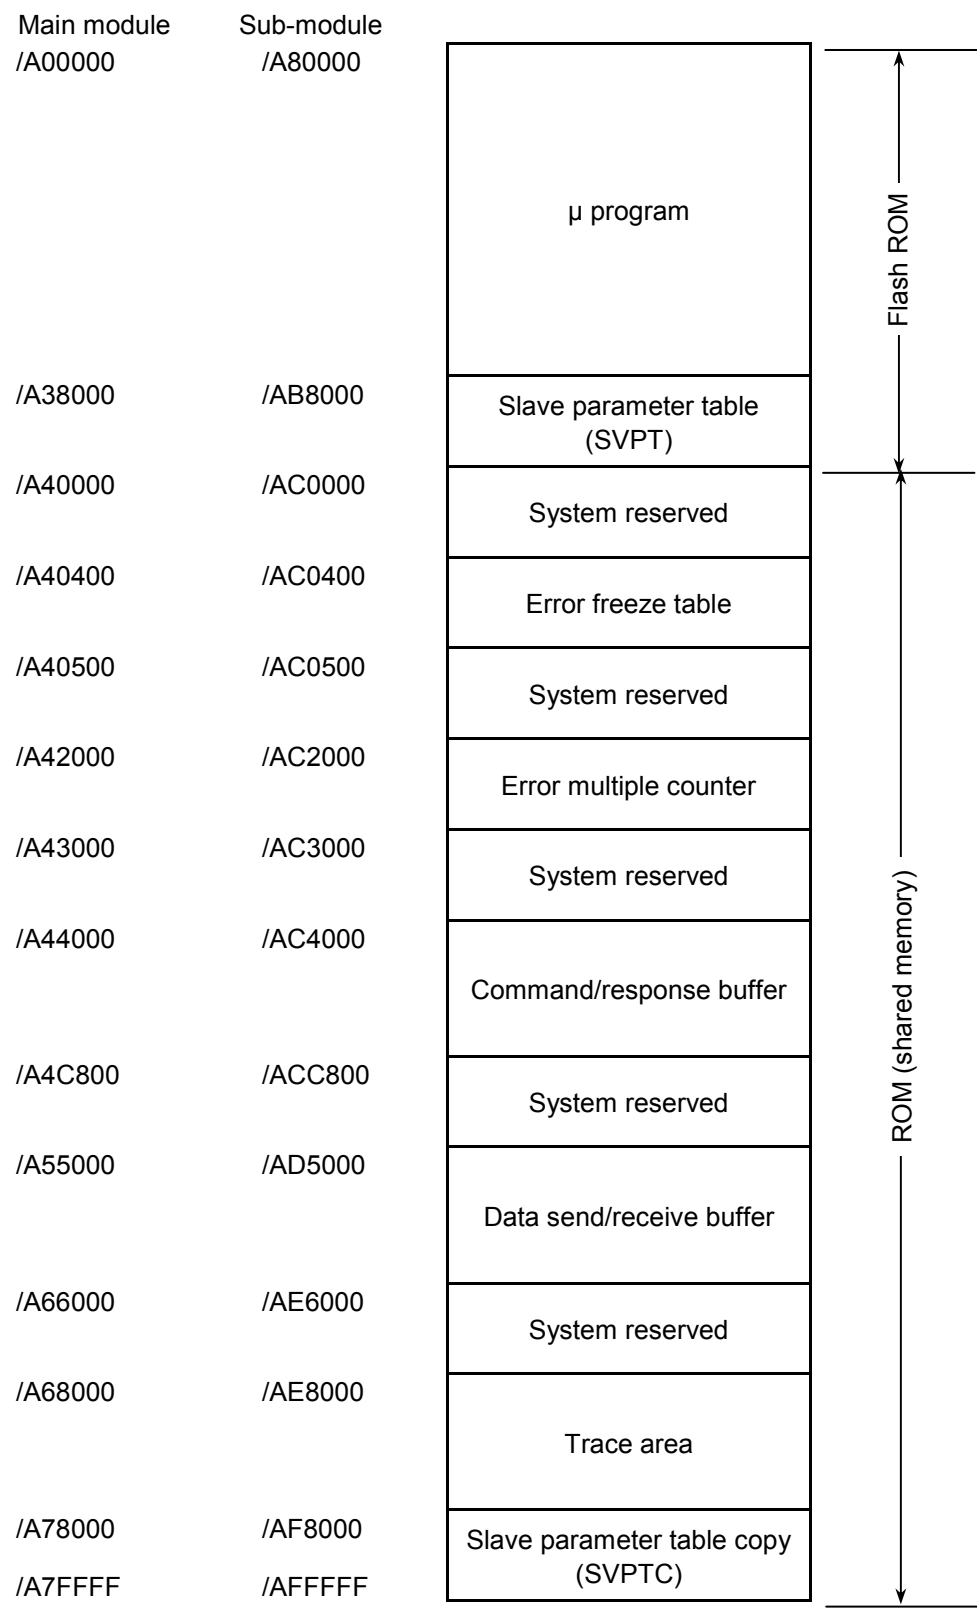 Main module Sub-module
/A00000 /A80000
µ program
Flash ROM
/A38000 /AB8000
Slave parameter table
(SVPT)
/A40000 /AC0000
System reserved
/A40400 /AC0400
Error freeze table
/A40500 /AC0500
System reserved
/A42000 /AC2000
Error multiple counter
/A43000 /AC3000
System reserved
/A44000 /AC4000
Command/response buffer
ROM (shared memory)
/A4C800 /ACC800
System reserved
/A55000 /AD5000
Data send/receive buffer
/A66000 /AE6000
System reserved
/A68000 /AE8000
Trace area
/A78000 /AF8000
Slave parameter table copy
(SVPTC)
/A7FFFF /AFFFFF